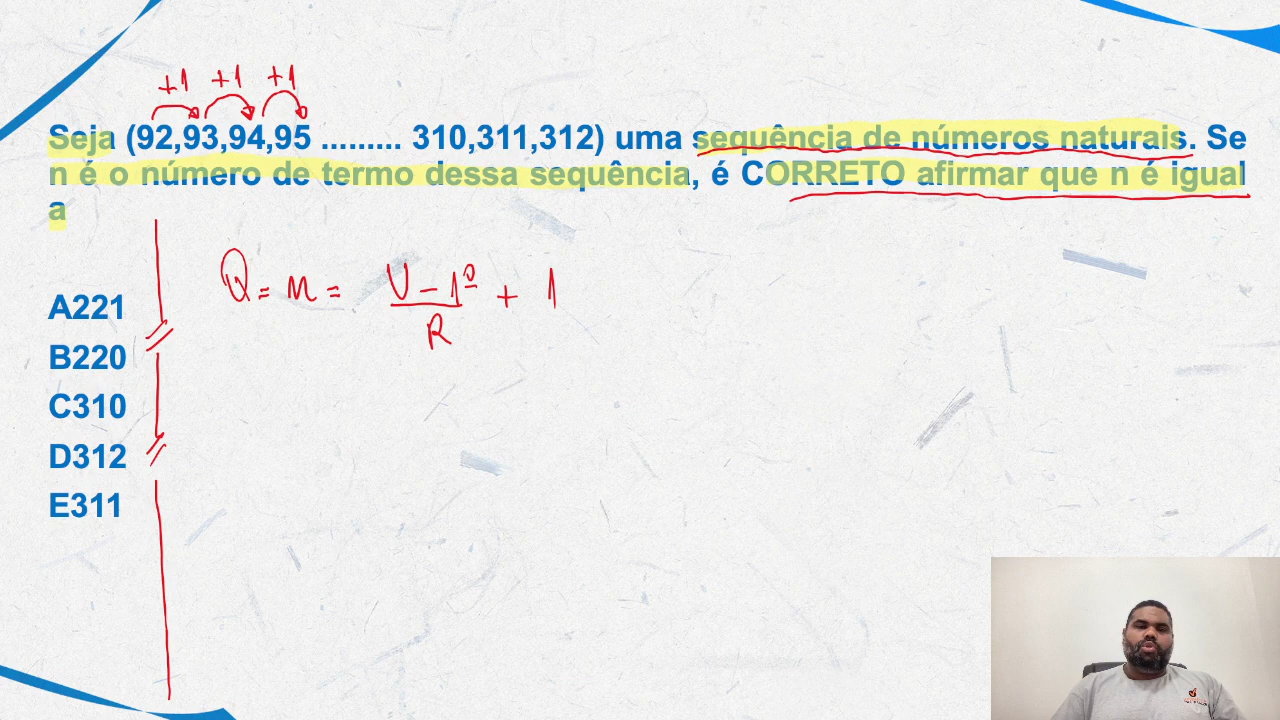 +1 +1 +1
Seja (92,93,94,95 ......... 310,311,312) uma sequência de números naturais. Se
n é o número de termo dessa sequência, é CORRETO afirmar que n é igual
a
Q = n = U - 1º + 1
R
A221
B220
C310
D312
E311